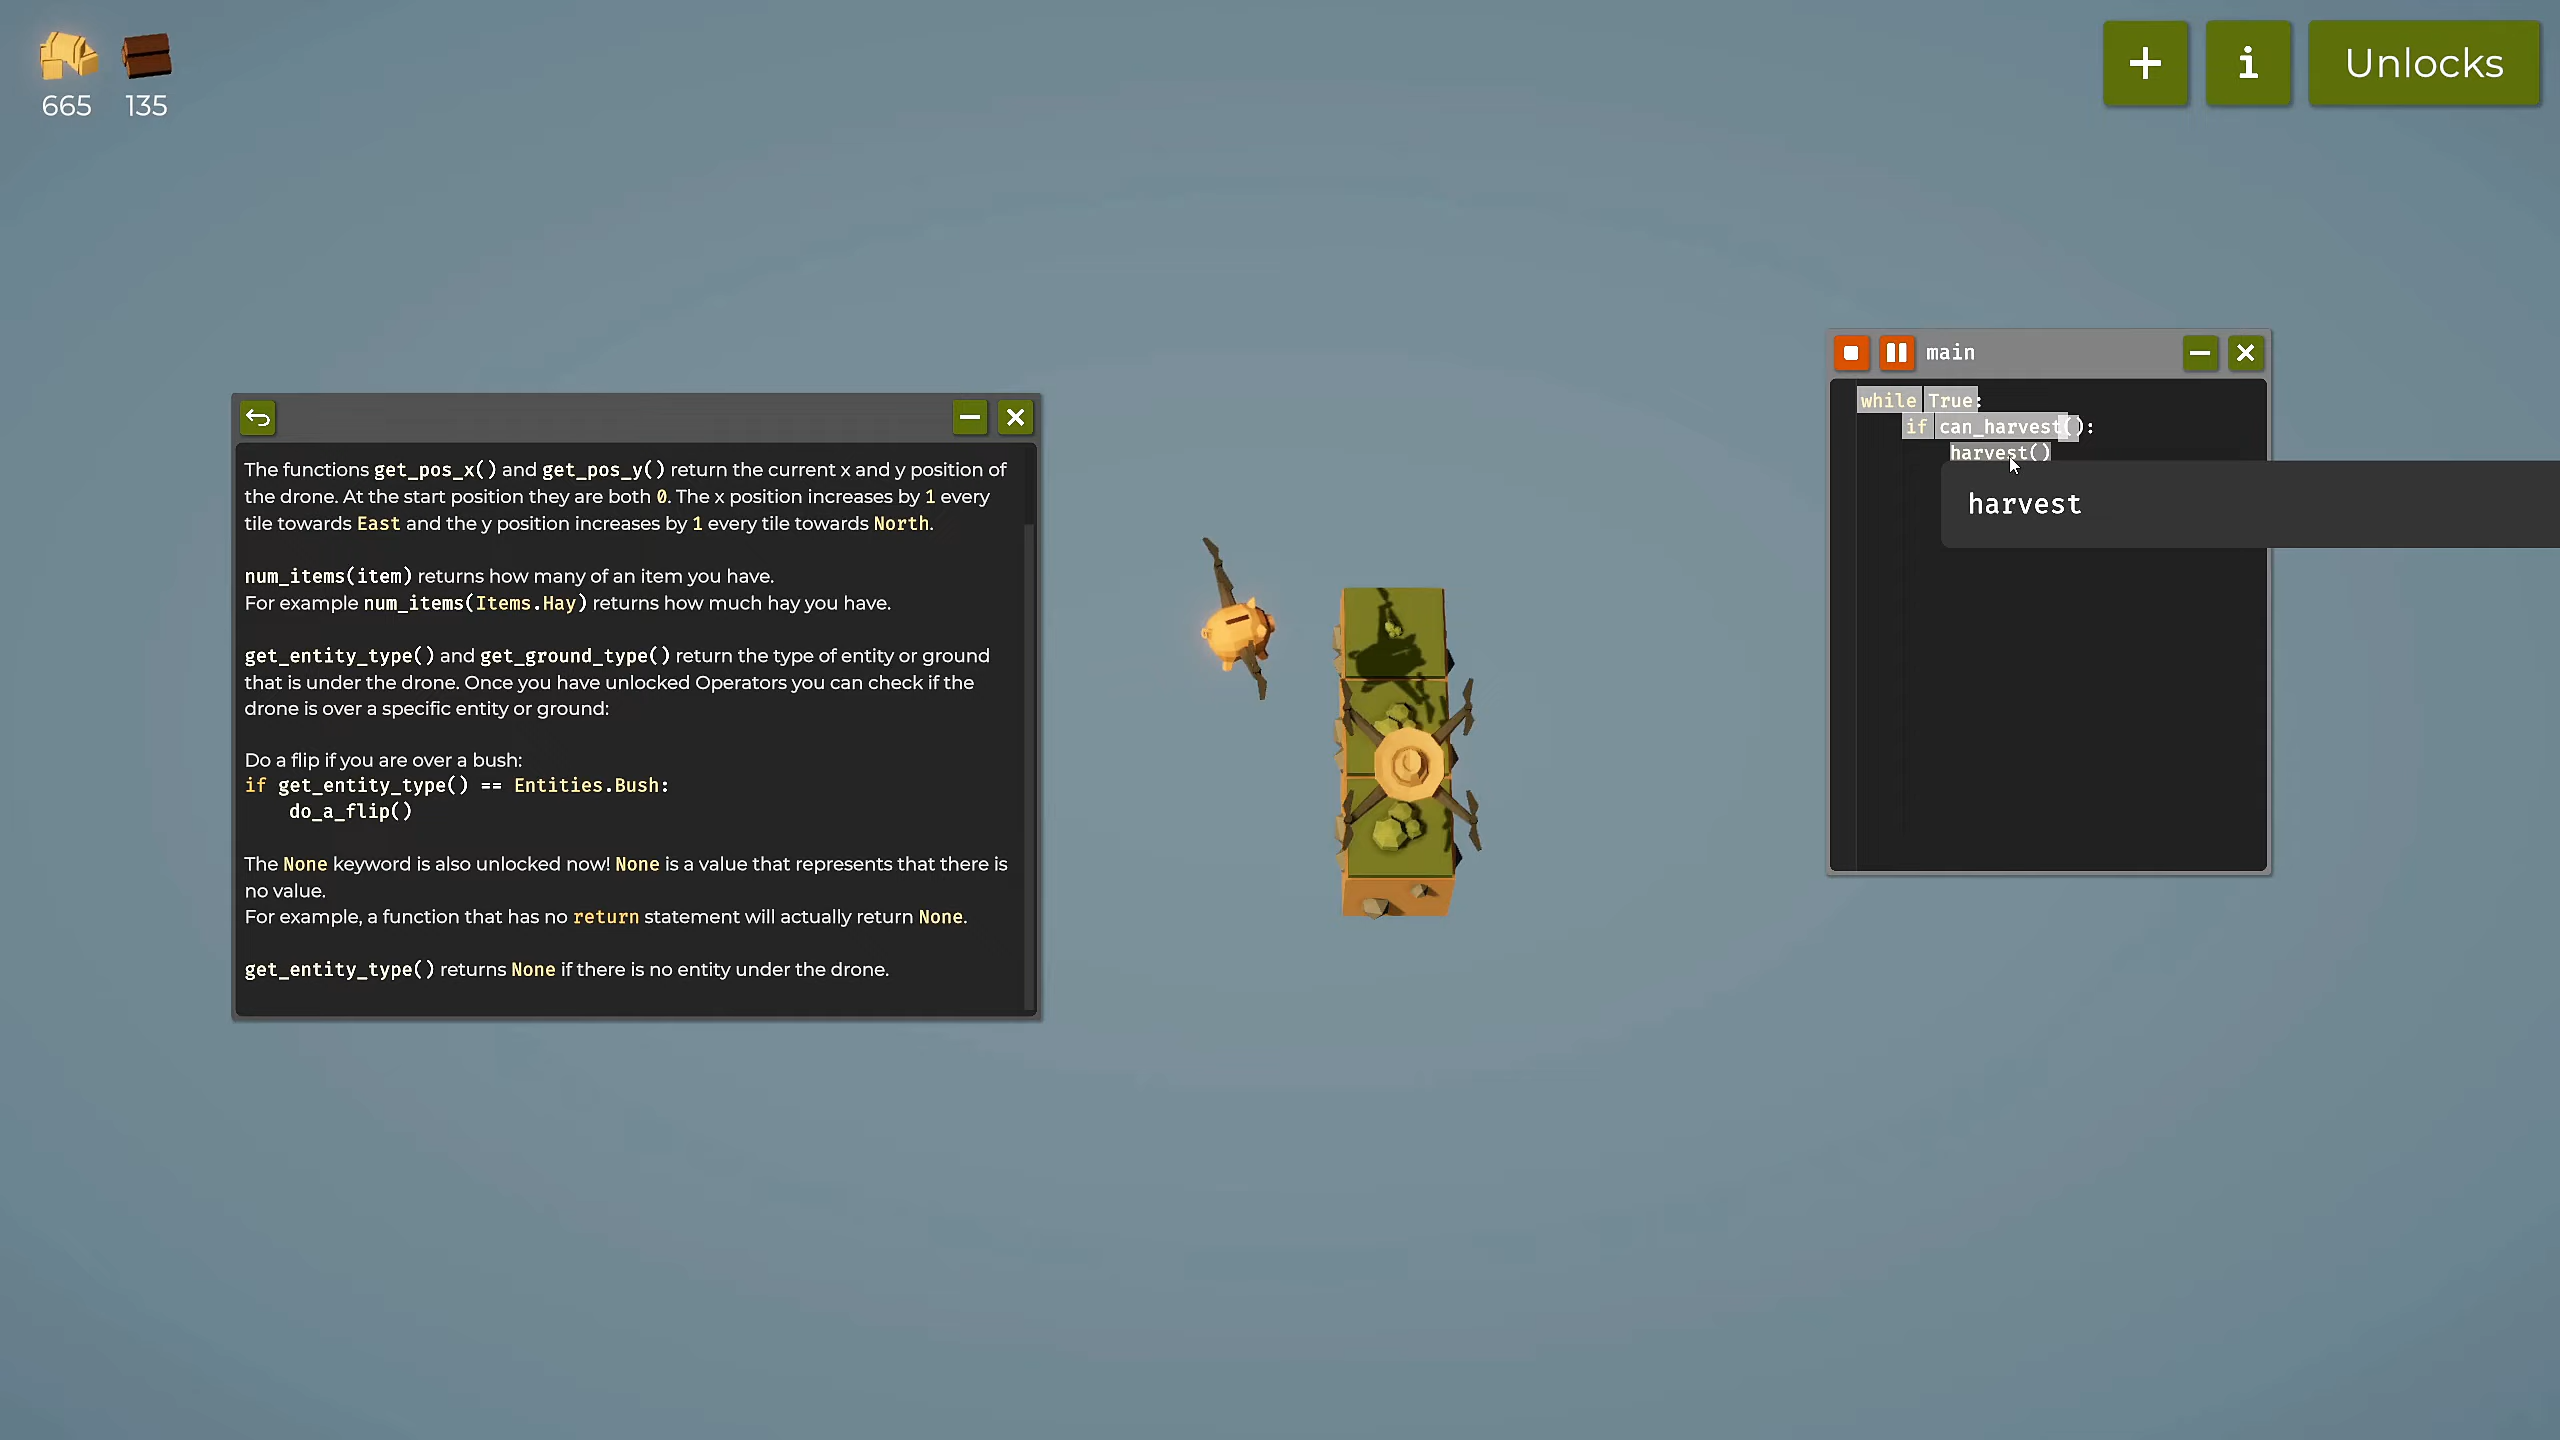 665 135
+ i Unlocks
The functions get_pos_x() and get_pos_y() return the current x and y position of
the drone. At the start position they are both 0. The x position increases by 1 every
tile towards East and the y position increases by 1 every tile towards North.
num_items(item) returns how many of an item you have.
For example num_items(Items.Hay) returns how much hay you have.
get_entity_type() and get_ground_type() return the type of entity or ground
that is under the drone. Once you have unlocked Operators you can check if the
drone is over a specific entity or ground:
Do a flip if you are over a bush:
if get_entity_type() == Entities.Bush:
do_a_flip()
The None keyword is also unlocked now! None is a value that represents that there is
no value.
For example, a function that has no return statement will actually return None.
get_entity_type() returns None if there is no entity under the drone.
main
while True:
if can_harvest():
harvest()
harvest